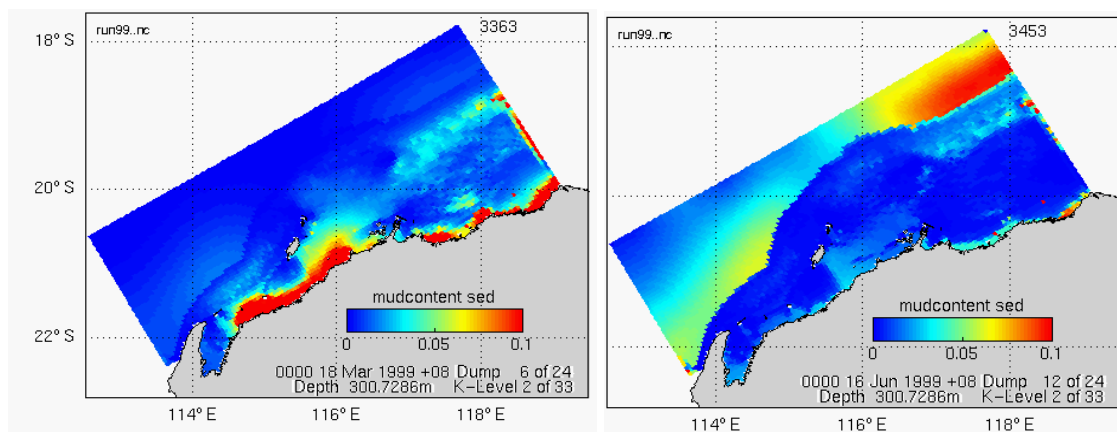 3363
run99..nc
18° S
20° S
22° S
mudcontent sed
0 0.05 0.1
0000 18 Mar 1999 +08 Dump 6 of 24
Depth 300.7286m K-Level 2 of 33
114° E 116° E 118° E
3453
run99..nc
mudcontent sed
0 0.05 0.1
0000 16 Jun 1999 +08 Dump 12 of 24
Depth 300.7286m K-Level 2 of 33
114° E 116° E 118° E